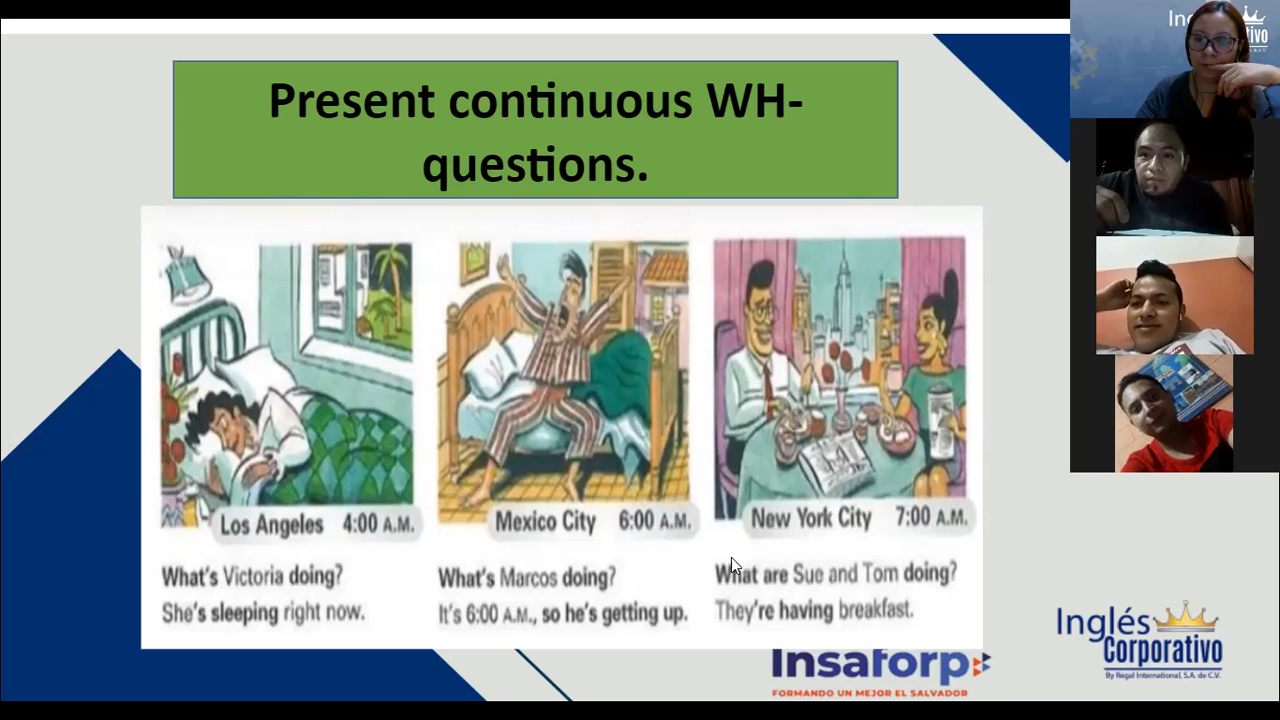 Present continuous WH-
questions.
Los Angeles 4:00 A.M.
What's Victoria doing?
She's sleeping right now.
Mexico City 6:00 A.M.
What's Marcos doing?
It's 6:00 A.M., so he's getting up.
New York City 7:00 A.M.
What are Sue and Tom doing?
They're having breakfast.
Insaforp
FORMANDO UN MEJOR EL SALVADOR
Inglés
Corporativo
By Regal International, S.A. de C.V.